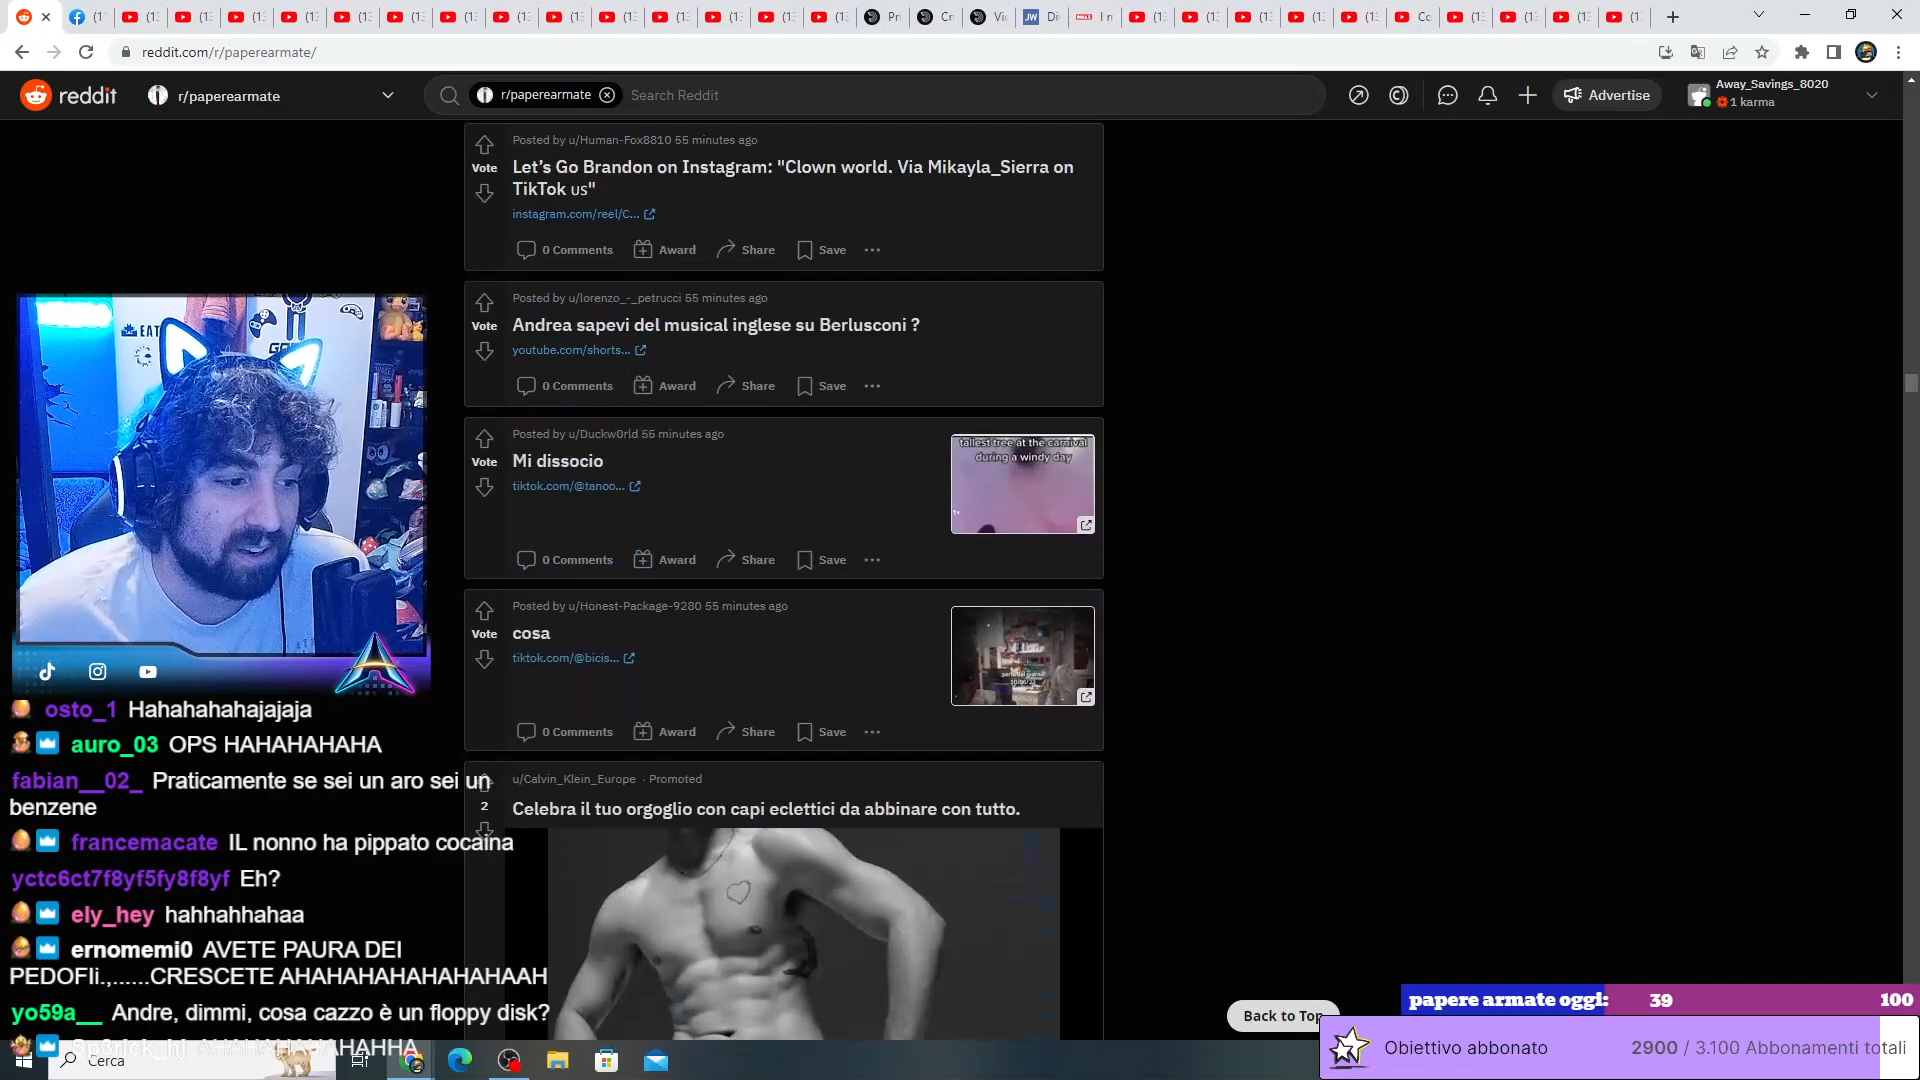 reddit.com/r/paperearmate/
reddit
r/paperearmate
r/paperearmate
Search Reddit
Advertise
Away_Savings_8020
1 karma
Posted by u/Human-Fox8810 55 minutes ago
Vote
Let’s Go Brandon on Instagram: "Clown world. Via Mikayla_Sierra on
TikTok us"
instagram.com/reel/C...
0 Comments Award Share Save
Posted by u/lorenzo_-_petrucci 55 minutes ago
Vote
Andrea sapevi del musical inglese su Berlusconi ?
youtube.com/shorts...
0 Comments Award Share Save
Posted by u/Duckw0rld 55 minutes ago
Vote
Mi dissocio
tiktok.com/@tanoo...
tallest tree at the carnival
during a windy day
0 Comments Award Share Save
Posted by u/Honest-Package-9280 55 minutes ago
Vote
cosa
tiktok.com/@bicis...
0 Comments Award Share Save
u/Calvin_Klein_Europe · Promoted
2
Celebra il tuo orgoglio con capi eclettici da abbinare con tutto.
EAT
osto_1 Hahahahahajajaja
auro_03 OPS HAHAHAHAHA
fabian__02_ Praticamente se sei un aro sei un
benzene
francemacate IL nonno ha pippato cocaina
yctc6ct7f8yf5fy8f8yf Eh?
ely_hey hahhahhahaa
ernomemi0 AVETE PAURA DEI
PEDOFIi.,......CRESCETE AHAHAHAHAHAHAHAAH
yo59a__ Andre, dimmi, cosa cazzo è un floppy disk?
Sp3rick_hj AHAHAHAHAHAHHA
Cerca
Back to Top
papere armate oggi: 39 100
Obiettivo abbonato 2900 / 3.100 Abbonamenti totali